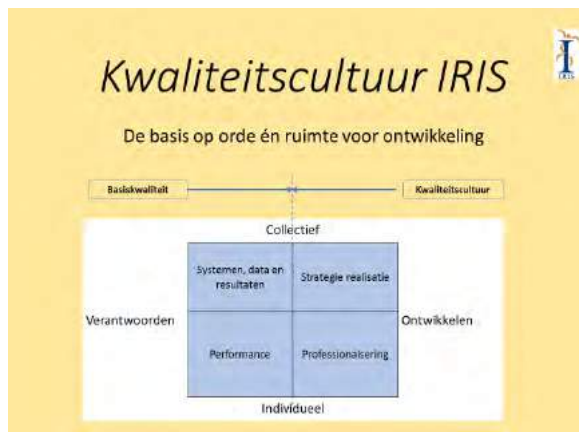 IRIS
Kwaliteitscultuur IRIS
De basis op orde én ruimte voor ontwikkeling
Basiskwaliteit
Kwaliteitscultuur
Collectief
Systemen, data en
resultaten
Strategie realisatie
Verantwoorden
Ontwikkelen
Performance
Professionalisering
Individueel